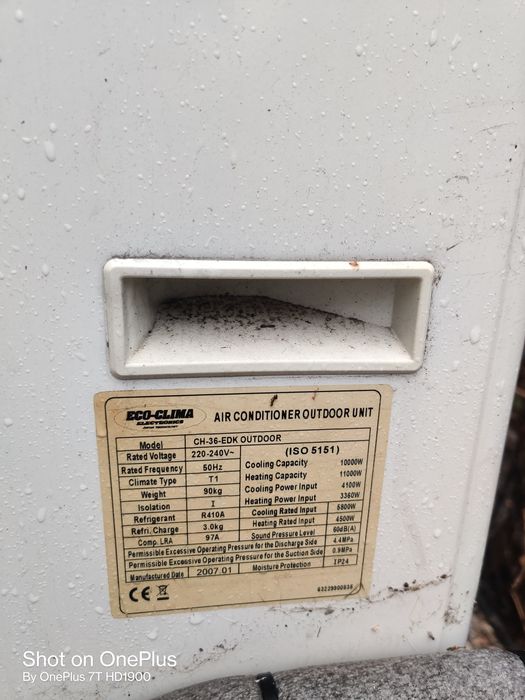 ECO-CLIMA
ELECTRONICS
AIR CONDITIONER OUTDOOR UNIT
Model CH-36-EDK OUTDOOR
Rated Voltage 220-240V~ (ISO 5151)
Rated Frequency 50Hz Cooling Capacity 10000W
Climate Type T1 Heating Capacity 11000W
Weight 90kg Cooling Power Input 4100W
Isolation I Heating Power Input 3360W
Refrigerant R410A Cooling Rated Input 5800W
Refri. Charge 3.0kg Heating Rated Input 4500W
Comp. LRA 97A Sound Pressure Level 60dB(A)
Permissible Excessive Operating Pressure for the Discharge Side 4.4MPa
Permissible Excessive Operating Pressure for the Suction Side 0.9MPa
Manufactured Date 2007.01 Moisture Protection IP24
CE
Shot on OnePlus
By OnePlus 7T HD1900